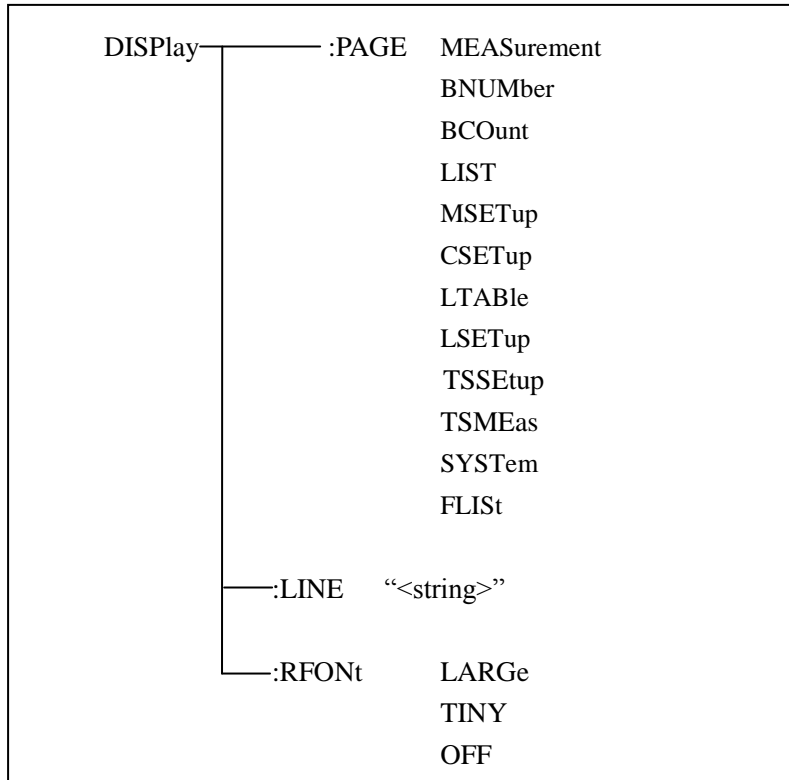 DISPlay :PAGE MEASurement
BNUMber
BCOunt
LIST
MSETup
CSETup
LTABle
LSETup
TSSEtup
TSMEas
SYSTem
FLISt
:LINE “<string>”
:RFONt LARGe
TINY
OFF